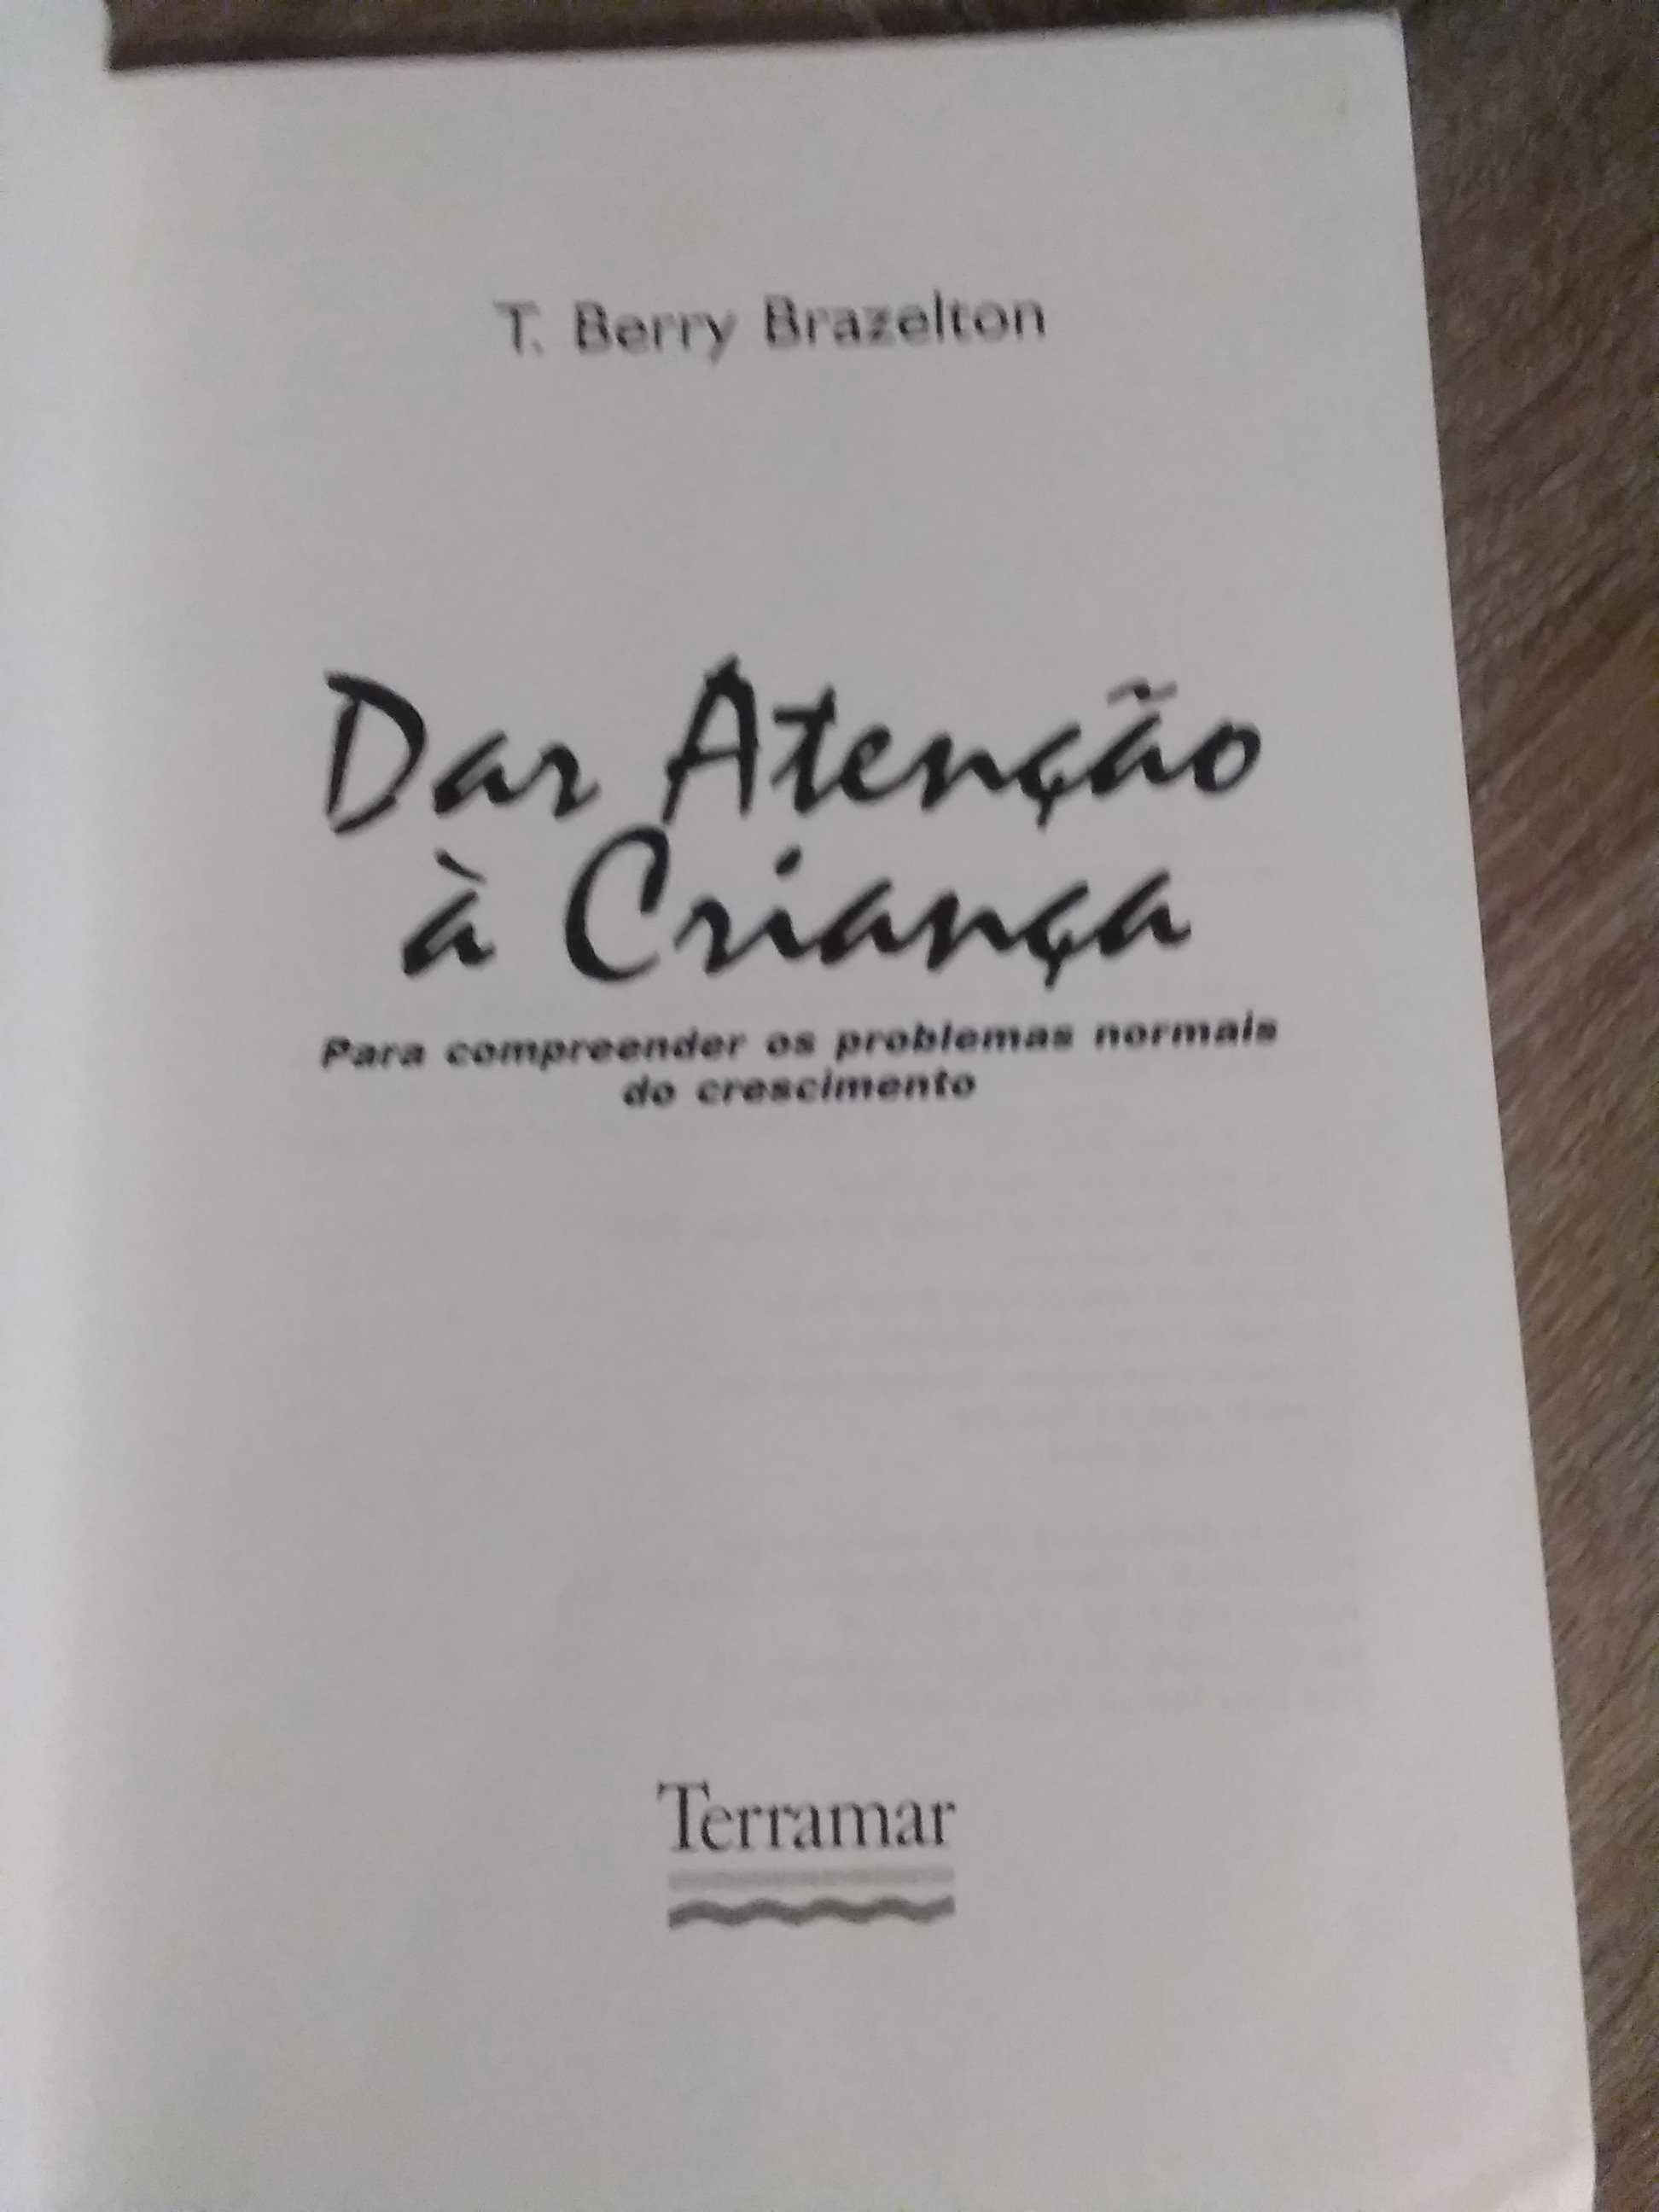 T. Berry Brazelton
Dar Atenção
à Criança
Para compreender os problemas normais
do crescimento
Terramar